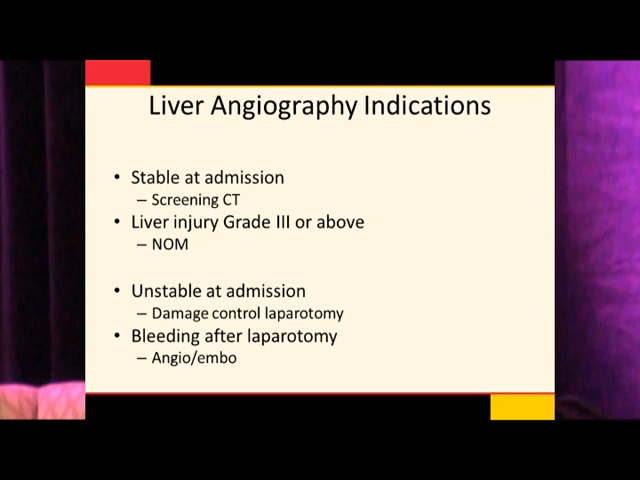 Liver Angiography Indications
• Stable at admission
– Screening CT
• Liver injury Grade III or above
– NOM
• Unstable at admission
– Damage control laparotomy
• Bleeding after laparotomy
– Angio/embo